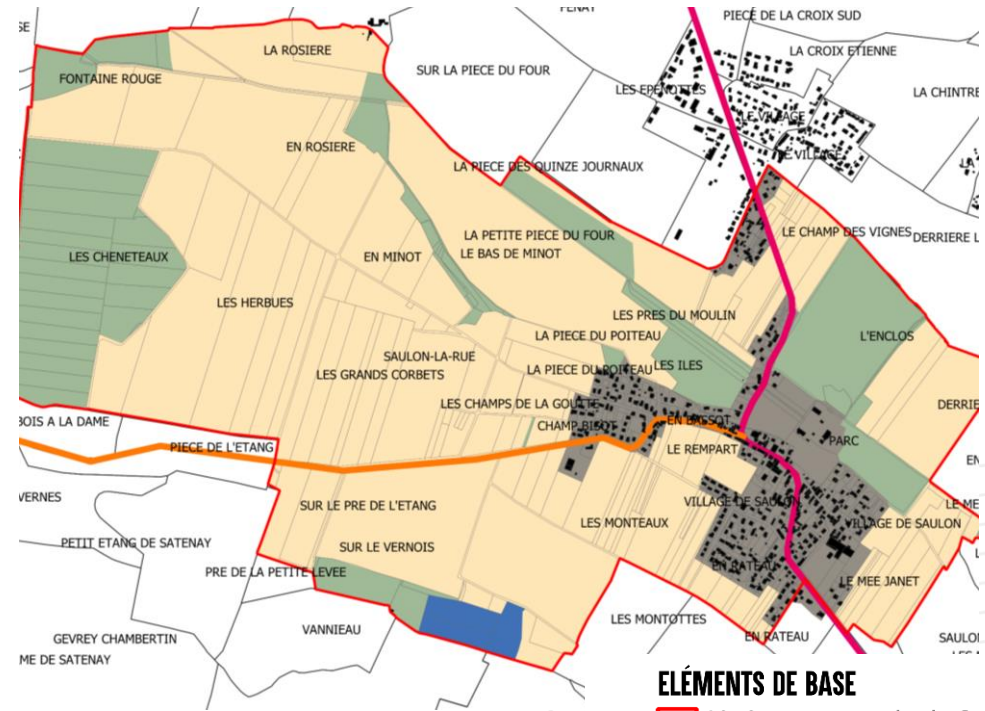 FENAY
PIECE DE LA CROIX SUD
SE
LA ROSIERE
LA CROIX ETIENNE
FONTAINE ROUGE
SUR LA PIECE DU FOUR
LES EPENOTTES
LA CHINTRE
LE VILLAGE
EN ROSIERE
LE VILLAGE
LA PIECE DES QUINZE JOURNAUX
LA
LE CHAMP DES VIGNES
DERRIERE L
LA PETITE PIECE DU FOUR
LE BAS DE MINOT
LES CHENETEAUX
EN MINOT
LES HERBUES
LES PRES DU MOULIN
L'ENCLOS
LA PIECE DU POITEAU
SAULON-LA-RUE
LES GRANDS CORBETS
LA PIECE DU POITEAU
LES ILES
LES CHAMPS DE LA GOUTTE
DERRIE
BOIS A LA DAME
CHAMP BISOT
EN BASSOT
PIECE DE L'ETANG
LE REMPART
PARC
EN
VERNES
SUR LE PRE DE L'ETANG
VILLAGE DE SAULON
LE ME
LES MONTEAUX
VILLAGE DE SAULON
PETIT ETANG DE SATENAY
SUR LE VERNOIS
PRE DE LA PETITE LEVEE
EN RATEAU
LE MEE JANET
VANNIEAU
LES MONTOTTES
GEVREY CHAMBERTIN
EN RATEAU
SAULO
ME DE SATENAY
ELÉMENTS DE BASE